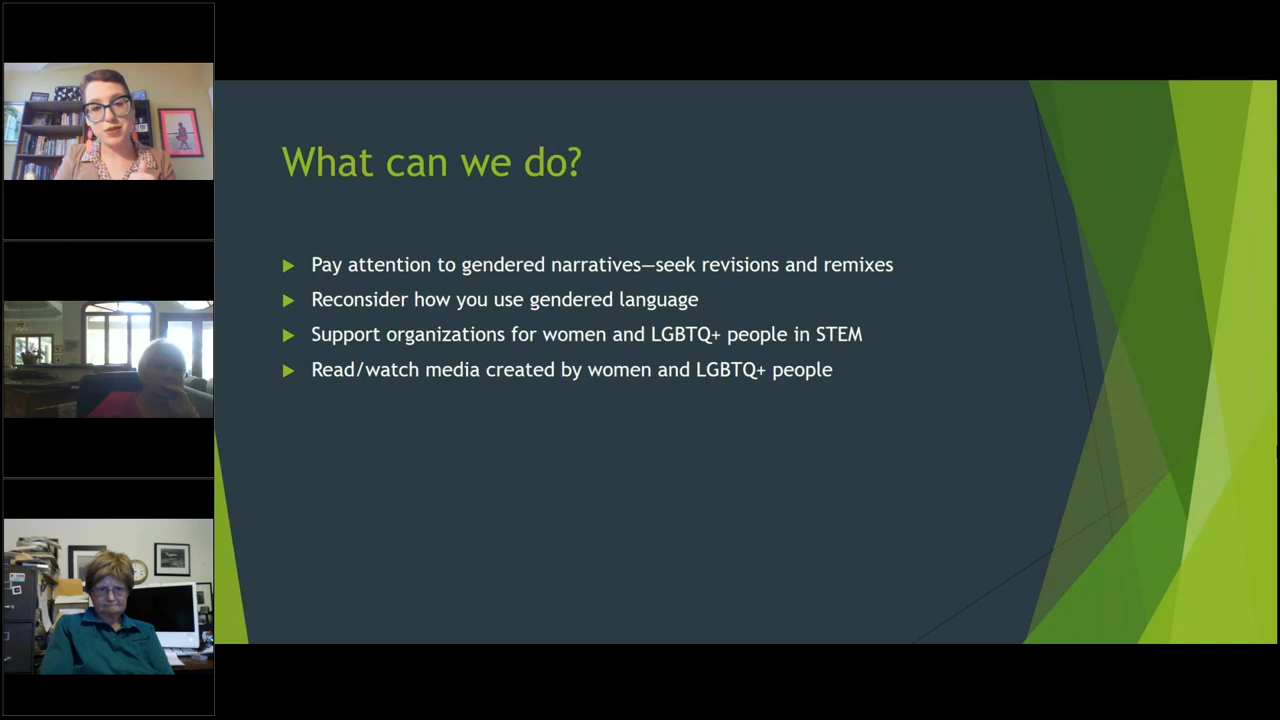 What can we do?
Pay attention to gendered narratives—seek revisions and remixes
Reconsider how you use gendered language
Support organizations for women and LGBTQ+ people in STEM
Read/watch media created by women and LGBTQ+ people